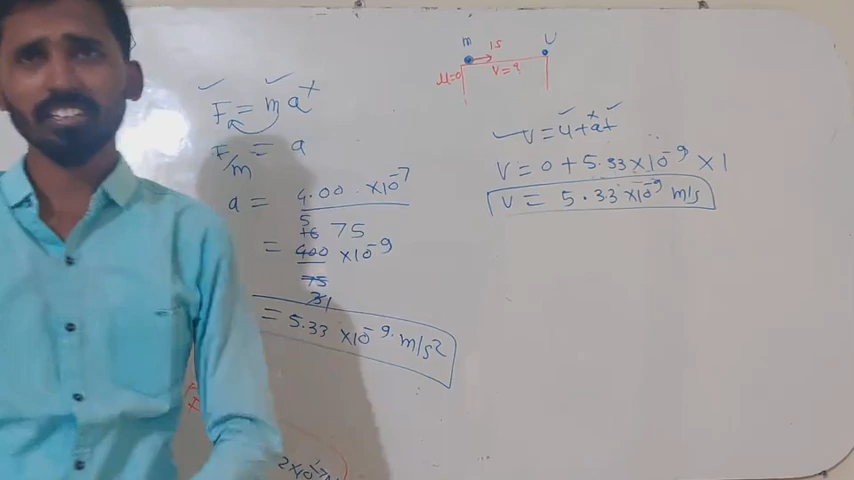 F = ma
F/m = a
a = 4.00 × 10⁻⁷
75
= 400 × 10⁻⁹
75
= 5.33 × 10⁻⁹ m/s²
m 1s U
u=0 V=?
V = u + at
V = 0 + 5.33 × 10⁻⁹ × 1
V = 5.33 × 10⁻⁹ m/s